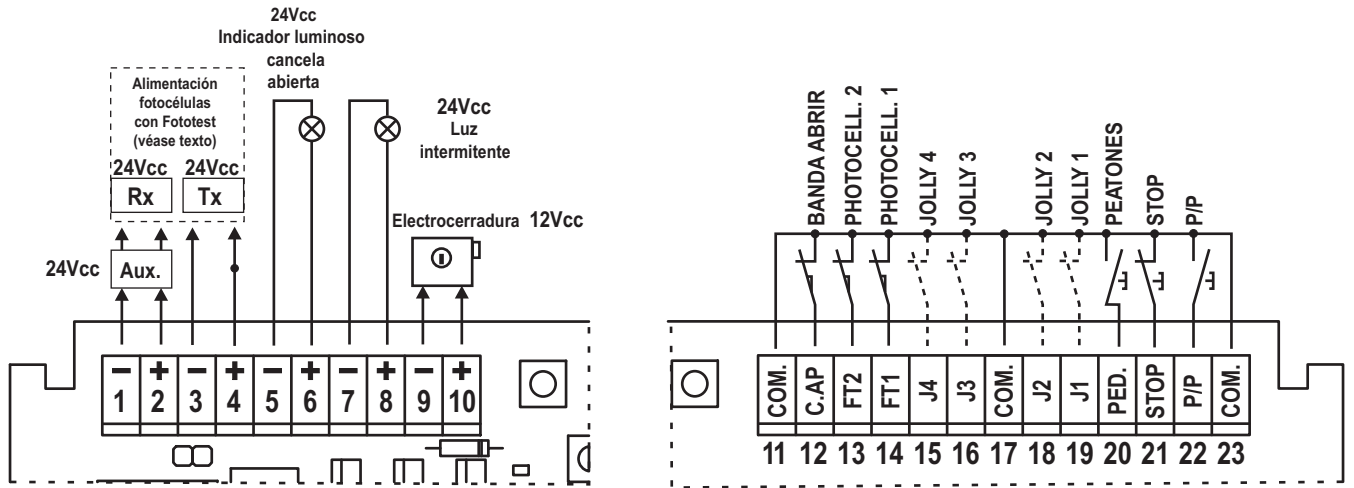 24Vcc
Indicador luminoso
cancela
abierta
Alimentación
fotocélulas
con Fototest
(véase texto)
24Vcc 24Vcc
Rx Tx
24Vcc
Luz
intermitente
Electrocerradura 12Vcc
24Vcc Aux.
− + − + − + − + − +
1 2 3 4 5 6 7 8 9 10
BANDA ABRIR
PHOTOCELL. 2
PHOTOCELL. 1
JOLLY 4
JOLLY 3
JOLLY 2
JOLLY 1
PEATONES
STOP
P/P
COM. C.AP FT2 FT1 J4 J3 COM. J2 J1 PED. STOP P/P COM.
11 12 13 14 15 16 17 18 19 20 21 22 23